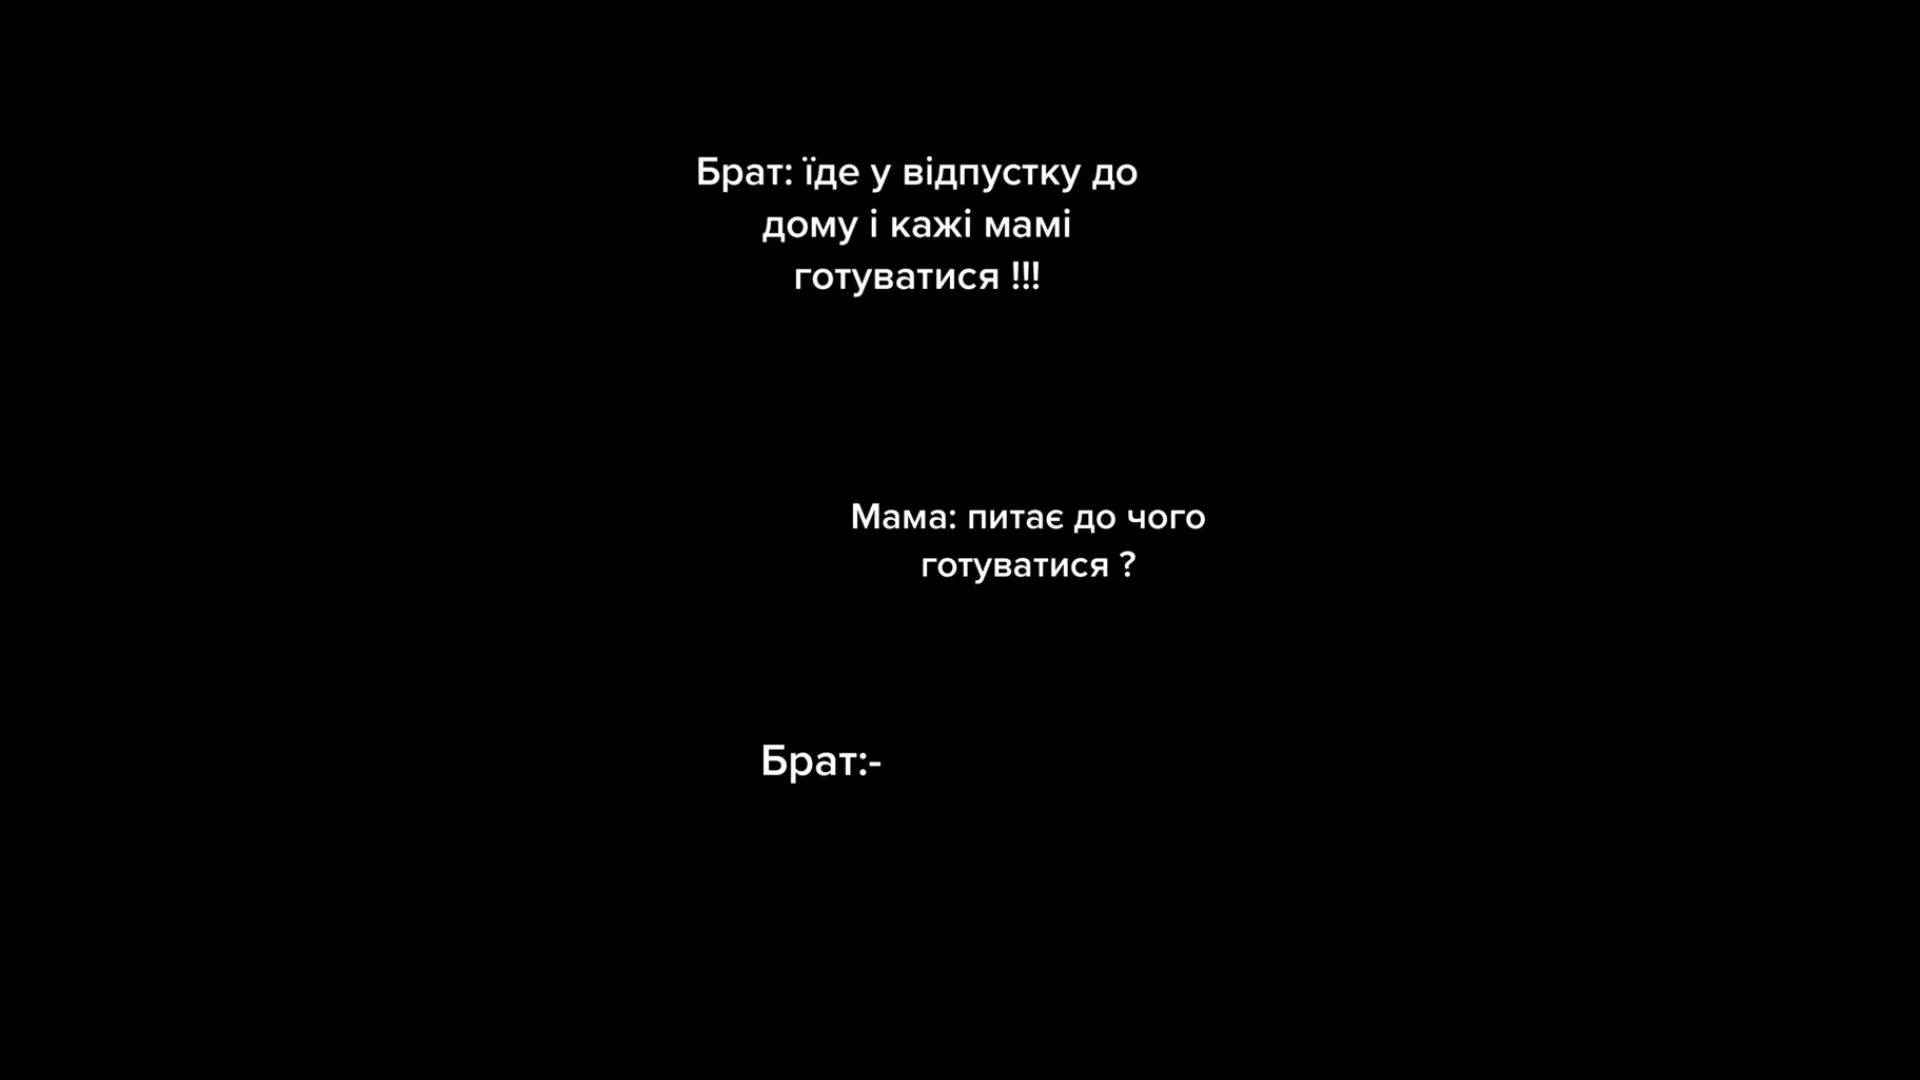 Брат: їде у відпустку до
дому і кажі мамі
готуватися !!!
Мама: питає до чого
готуватися ?
Брат:-